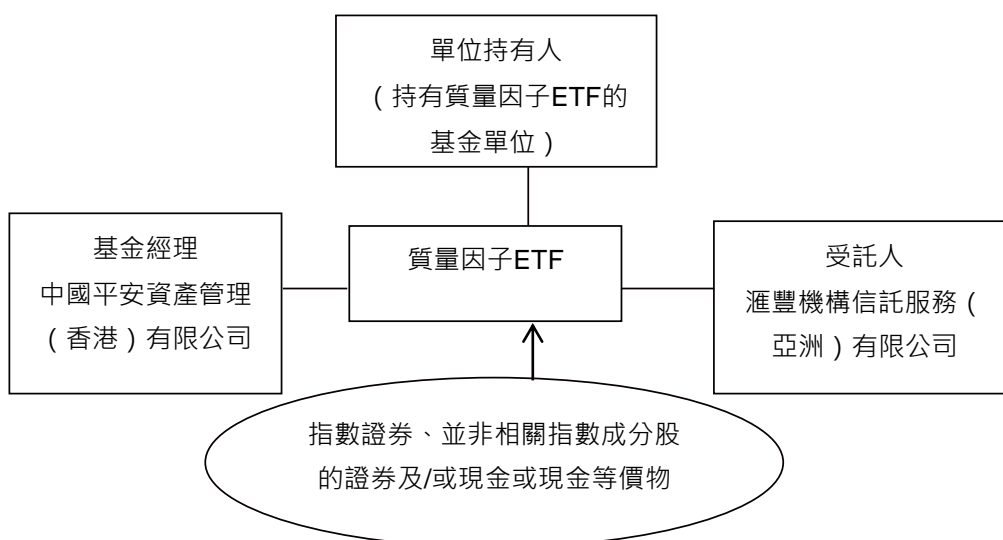 單位持有人
（持有質量因子ETF的
基金單位）
基金經理
中國平安資產管理
（香港）有限公司
質量因子ETF
受託人
滙豐機構信託服務（
亞洲）有限公司
指數證券、並非相關指數成分股
的證券及/或現金或現金等價物